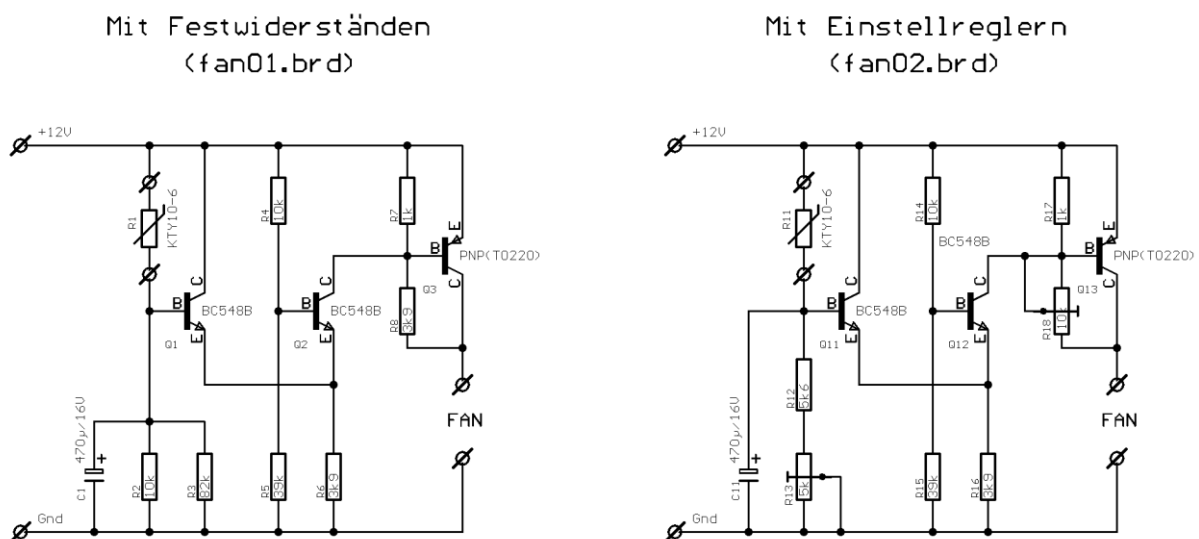 Mit Festwiderständen
(fan01.brd)
+12V
R1
KTY10-6
R4
10k
R7
1k
E
B
PNP(TO220)
C
Q3
C
B
BC548B
E
Q1
C
B
BC548B
E
Q2
R8
3k9
FAN
470µ/16V
+
C1
R2
10k
R3
82k
R5
39k
R6
3k9
Gnd
Mit Einstellreglern
(fan02.brd)
+12V
R11
KTY10-6
R14
10k
BC548B
R17
1k
E
B
PNP(TO220)
C
Q13
C
B
BC548B
E
Q11
C
B
E
Q12
R18
10k
R12
5k6
FAN
470µ/16V
+
C11
R13
5k
R15
39k
R16
3k9
Gnd